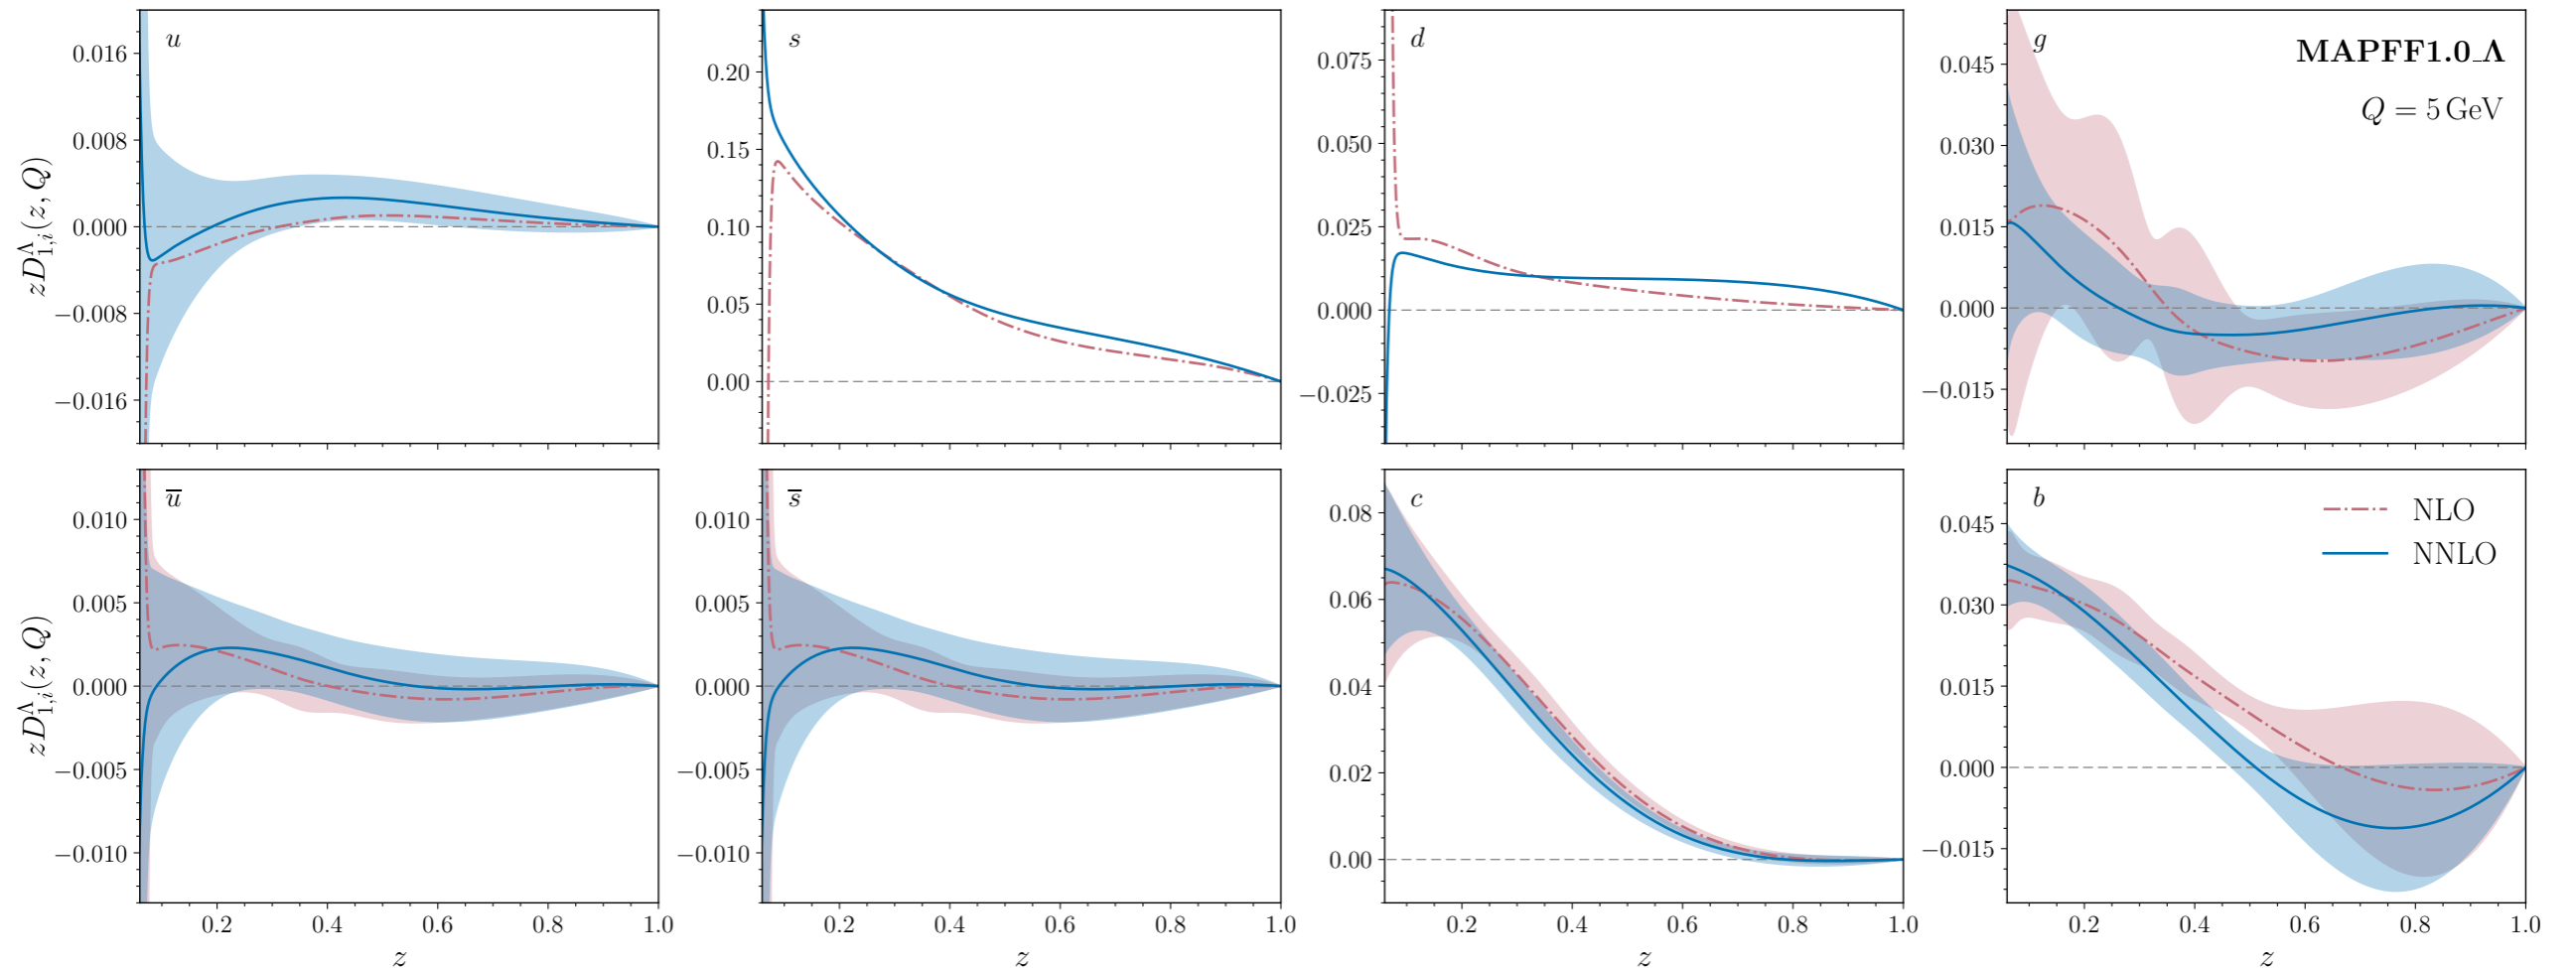 u
0.016
0.008
0.000
−0.008
−0.016
zD^Λ_{1,i}(z, Q)
s
0.20
0.15
0.10
0.05
0.00
d
0.075
0.050
0.025
0.000
−0.025
g
MAPFF1.0_Λ
Q = 5 GeV
0.045
0.030
0.015
0.000
−0.015
u̅
0.010
0.005
0.000
−0.005
−0.010
zD^Λ_{1,i}(z, Q)
0.2 0.4 0.6 0.8 1.0
z
s̅
0.010
0.005
0.000
−0.005
−0.010
0.2 0.4 0.6 0.8 1.0
z
c
0.08
0.06
0.04
0.02
0.00
0.2 0.4 0.6 0.8 1.0
z
b
NLO
NNLO
0.045
0.030
0.015
0.000
−0.015
0.2 0.4 0.6 0.8 1.0
z